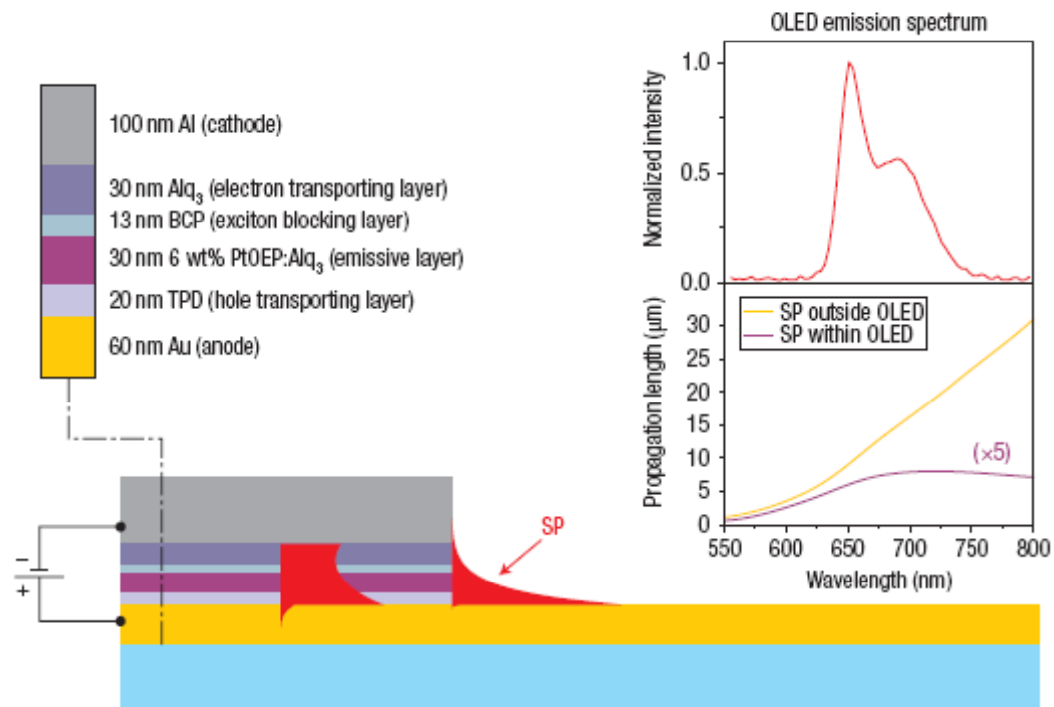 OLED emission spectrum
100 nm Al (cathode)
30 nm Alq₃ (electron transporting layer)
13 nm BCP (exciton blocking layer)
30 nm 6 wt% PtOEP:Alq₃ (emissive layer)
20 nm TPD (hole transporting layer)
60 nm Au (anode)
Normalized intensity
1.0
0.5
0.0
Propagation length (μm)
30
25
20
15
10
5
0
SP outside OLED
SP within OLED
(×5)
550 600 650 700 750 800
Wavelength (nm)
SP
−
+